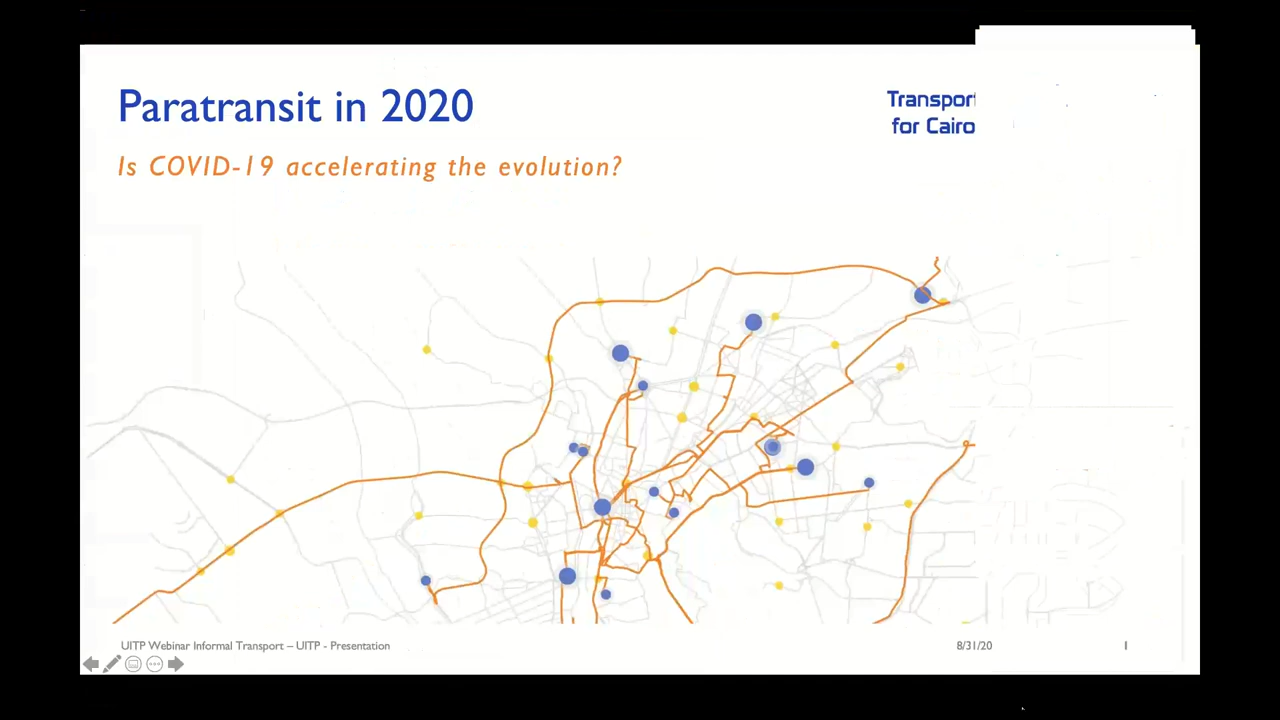 Paratransit in 2020
Transport
for Cairo
Is COVID-19 accelerating the evolution?
UITP Webinar Informal Transport – UITP - Presentation
8/31/20
1